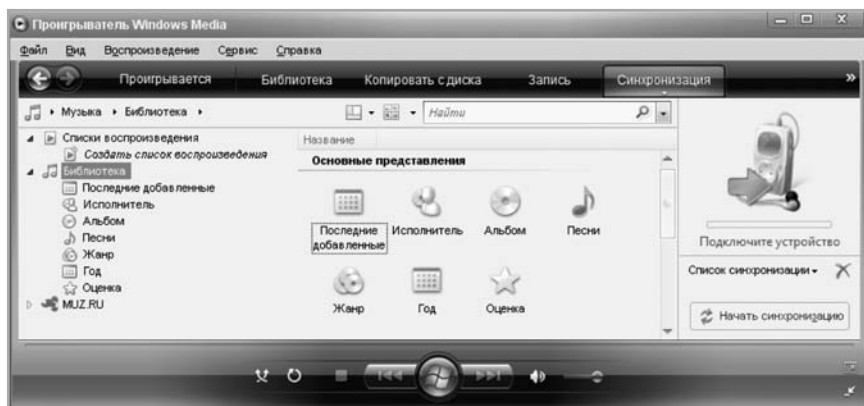 Проигрыватель Windows Media
Файл Вид Воспроизведение Сервис Справка
Проигрывается Библиотека Копировать с диска Запись Синхронизация »
Музыка Библиотека
Найти
Списки воспроизведения
Создать список воспроизведения
Библиотека
Последние добавленные
Исполнитель
Альбом
Песни
Жанр
Год
Оценка
MUZ.RU
Название
Основные представления
Последние добавленные
Исполнитель
Альбом
Песни
Жанр
Год
Оценка
Подключите устройство
Список синхронизации
Начать синхронизацию